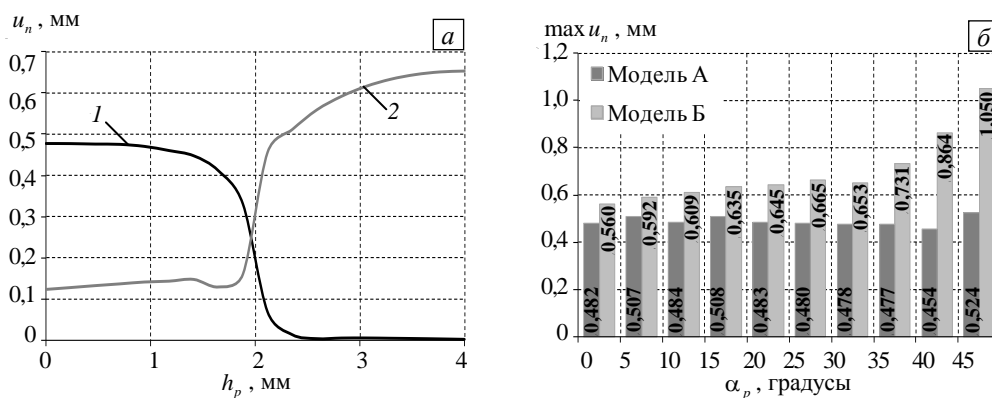 u_n , мм
а
0,7
0,6
0,5
0,4
0,3
0,2
0,1
0
1
2
0 1 2 3 4
h_p , мм
max u_n , мм
б
1,2
1,0
0,8
0,6
0,4
0,2
0
Модель А
Модель Б
0,482 0,560 0,507 0,592 0,484 0,609 0,508 0,635 0,483 0,645 0,480 0,665 0,478 0,653 0,477 0,731 0,454 0,864 0,524 1,050
0 5 10 15 20 25 30 35 40 45
α_p , градусы